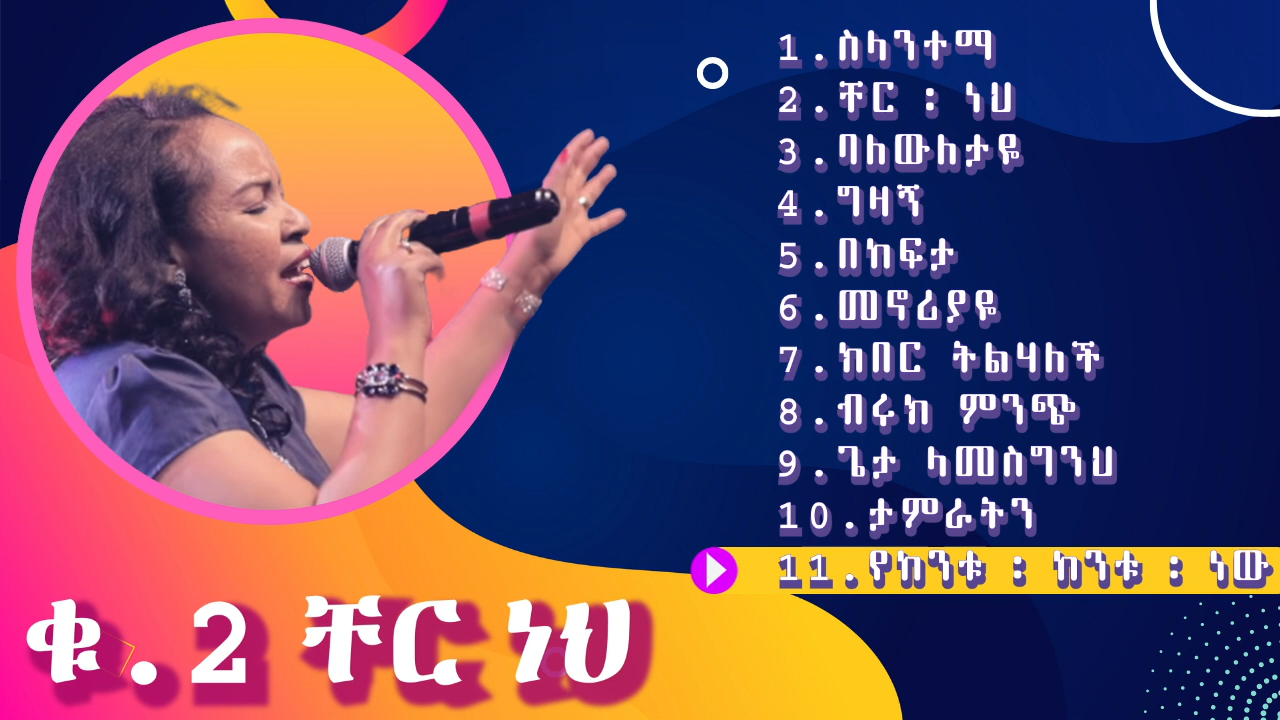 1.ስላንተማ
2.ቸር ፡ ነህ
3.ባለውለታዬ
4.ግዛኝ
5.በከፍታ
6.መኖሪያዬ
7.ክበር ትልሃለች
8.ብሩክ ምንጭ
9.ጌታ ላመስግንህ
10.ታምራትን
11.የከንቱ ፡ ከንቱ ፡ ነው
ቁ.2 ቸር ነህ